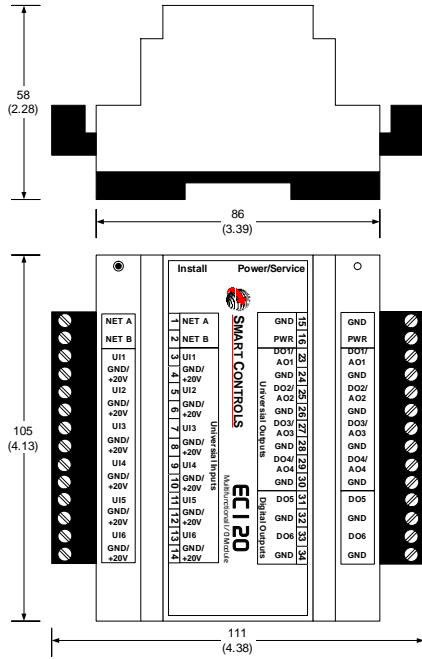 58
(2.28)
86
(3.39)
105
(4.13)
111
(4.38)
Install Power/Service
NET A
NET B
UI1
GND/
+20V
UI2
GND/
+20V
UI3
GND/
+20V
UI4
GND/
+20V
UI5
GND/
+20V
UI6
GND/
+20V
1 NET A
2 NET B
3 UI1
4 GND/
+20V
5 UI2
6 GND/
+20V
7 UI3
8 GND/
+20V
9 UI4
10 GND/
+20V
11 UI5
12 GND/
+20V
13 UI6
14 GND/
+20V
Universial Inputs
SMART CONTROLS
EC120
Multifunctional I/O Module
Universial Outputs
Digital Outputs
GND 15
PWR 16
DO1/
AO1 23
GND 24
DO2/
AO2 25
GND 26
DO3/
AO3 27
GND 28
DO4/
AO4 29
GND 30
DO5 31
GND 32
DO6 33
GND 34
GND
PWR
DO1/
AO1
GND
DO2/
AO2
GND
DO3/
AO3
GND
DO4/
AO4
GND
DO5
GND
DO6
GND